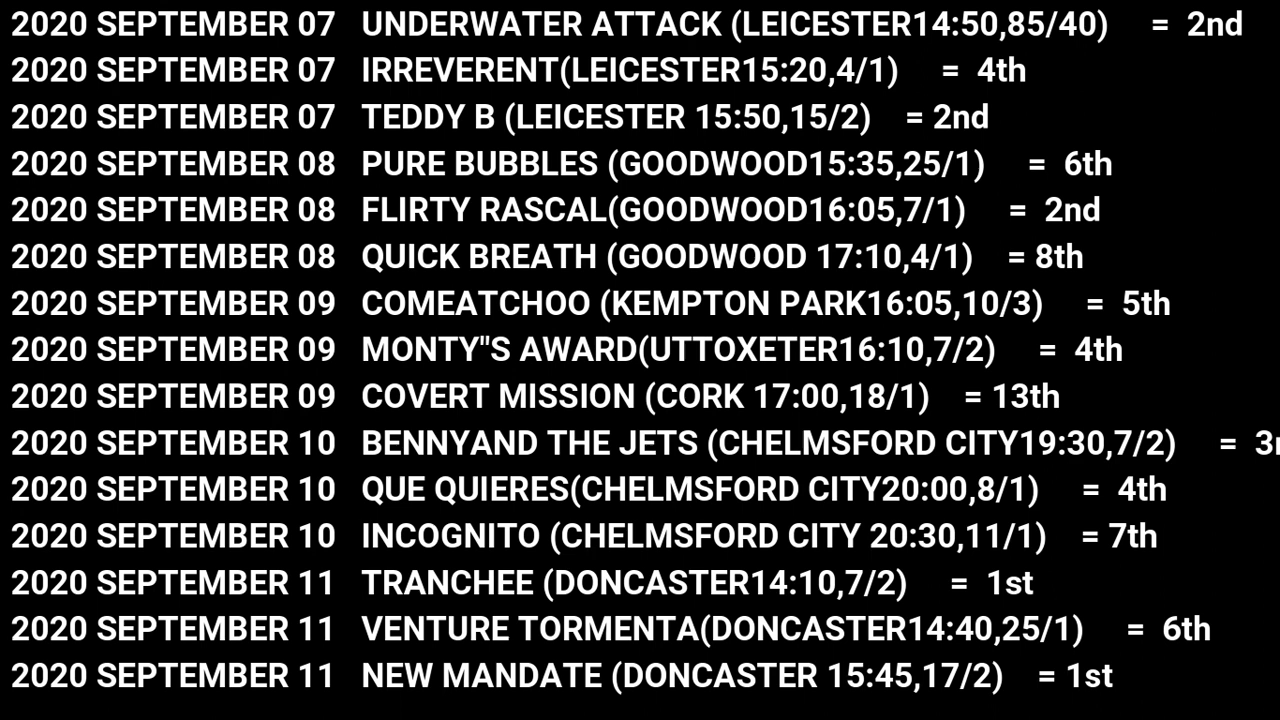 2020 SEPTEMBER 07 UNDERWATER ATTACK (LEICESTER14:50,85/40) = 2nd
2020 SEPTEMBER 07 IRREVERENT(LEICESTER15:20,4/1) = 4th
2020 SEPTEMBER 07 TEDDY B (LEICESTER 15:50,15/2) = 2nd
2020 SEPTEMBER 08 PURE BUBBLES (GOODWOOD15:35,25/1) = 6th
2020 SEPTEMBER 08 FLIRTY RASCAL(GOODWOOD16:05,7/1) = 2nd
2020 SEPTEMBER 08 QUICK BREATH (GOODWOOD 17:10,4/1) = 8th
2020 SEPTEMBER 09 COMEATCHOO (KEMPTON PARK16:05,10/3) = 5th
2020 SEPTEMBER 09 MONTY"S AWARD(UTTOXETER16:10,7/2) = 4th
2020 SEPTEMBER 09 COVERT MISSION (CORK 17:00,18/1) = 13th
2020 SEPTEMBER 10 BENNYAND THE JETS (CHELMSFORD CITY19:30,7/2) =
2020 SEPTEMBER 10 QUE QUIERES(CHELMSFORD CITY20:00,8/1) = 4th
2020 SEPTEMBER 10 INCOGNITO (CHELMSFORD CITY 20:30,11/1) = 7th
2020 SEPTEMBER 11 TRANCHEE (DONCASTER14:10,7/2) = 1st
2020 SEPTEMBER 11 VENTURE TORMENTA(DONCASTER14:40,25/1) = 6th
2020 SEPTEMBER 11 NEW MANDATE (DONCASTER 15:45,17/2) = 1st